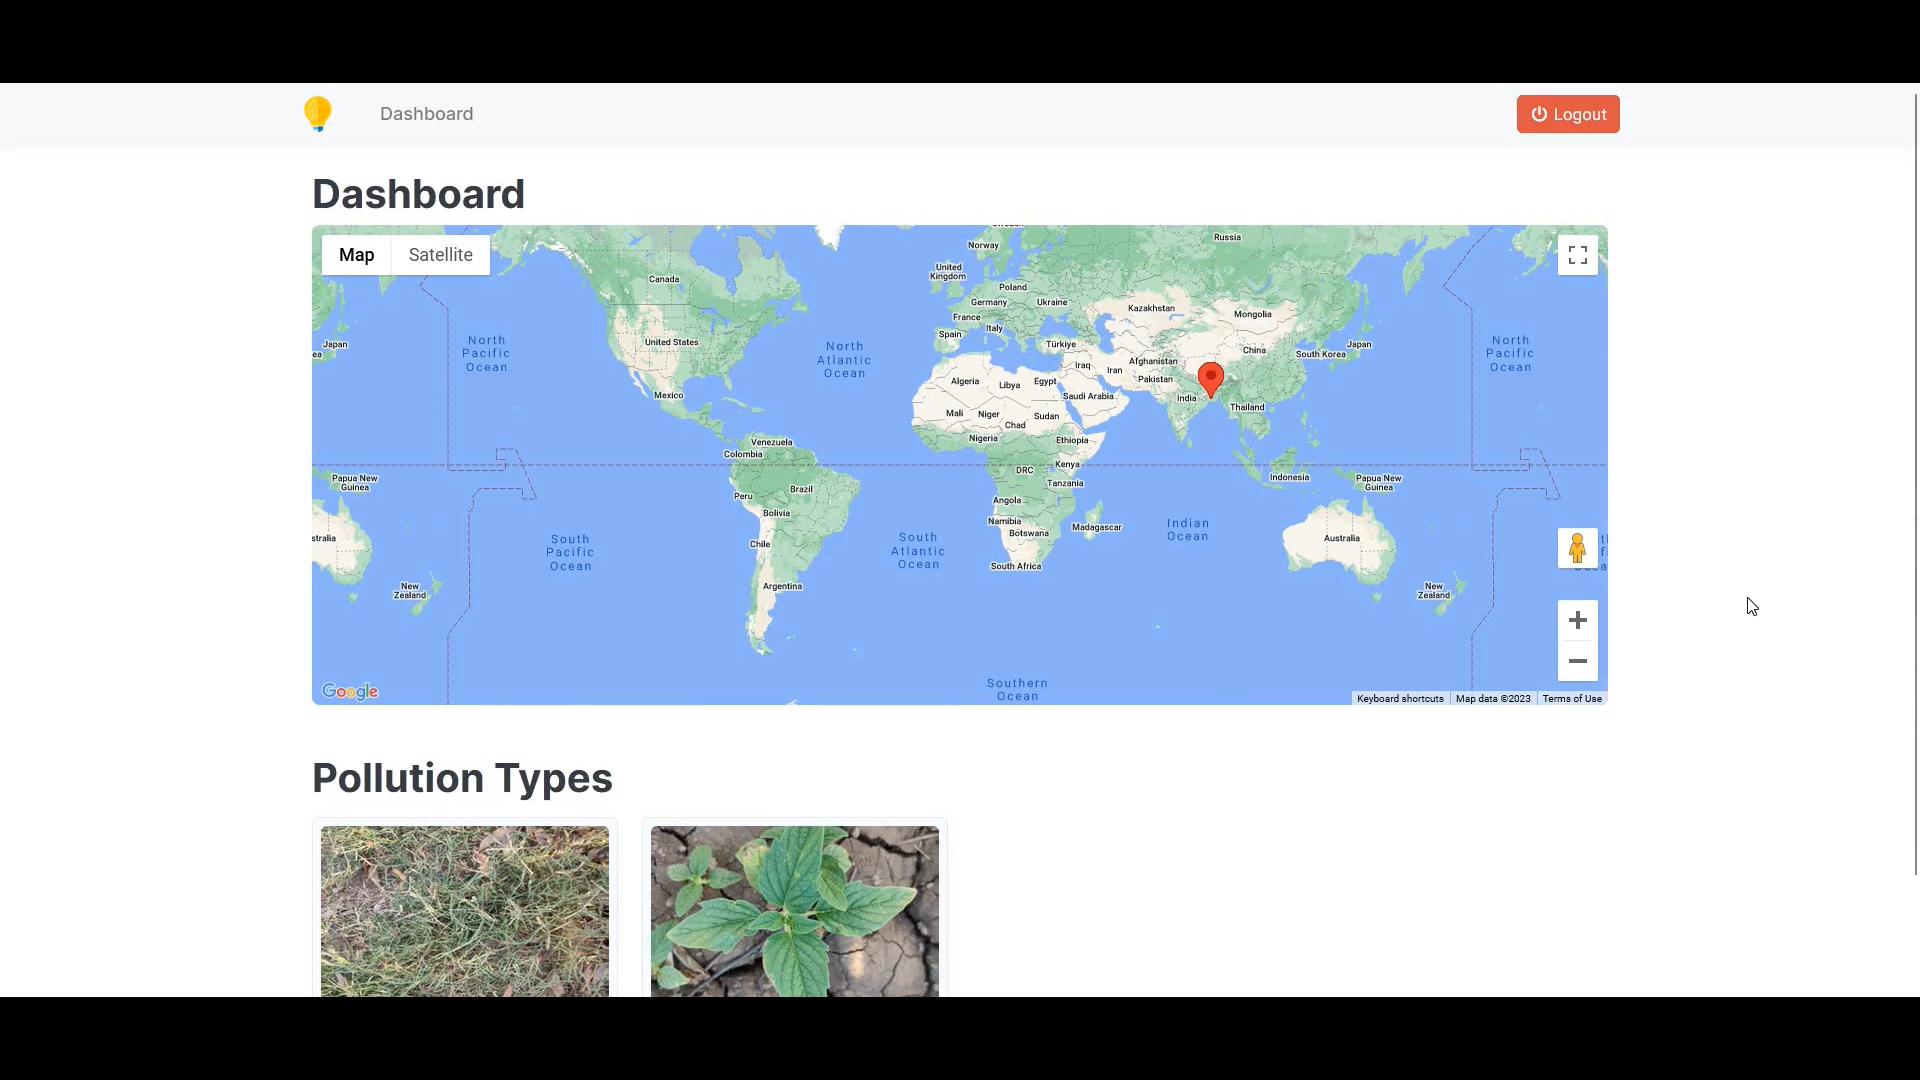 Dashboard
Logout
Dashboard
Map
Satellite
Russia
Norway
United
Kingdom
Canada
Poland
Germany
Ukraine
Kazakhstan
Mongolia
France
Italy
Spain
United States
Japan
North
Pacific
Ocean
North
Atlantic
Ocean
Türkiye
Afghanistan
China
South Korea
Japan
North
Pacific
Ocean
Iraq
Iran
Pakistan
Algeria
Libya
Egypt
Saudi Arabia
India
Mexico
Thailand
Mali
Niger
Sudan
Chad
Nigeria
Ethiopia
Venezuela
Colombia
DRC
Kenya
Tanzania
Indonesia
Papua New
Guinea
Papua New
Guinea
Peru
Brazil
Angola
Bolivia
Namibia
Botswana
Madagascar
Indian
Ocean
stralia
Australia
Chile
South
Pacific
Ocean
South
Atlantic
Ocean
South Africa
Argentina
New
Zealand
New
Zealand
Southern
Ocean
Google
Keyboard shortcuts
Map data ©2023
Terms of Use
Pollution Types